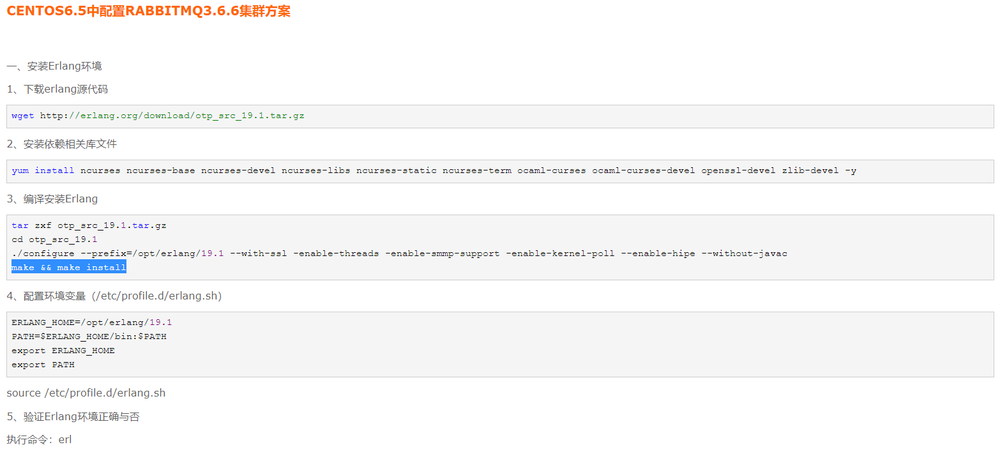 CENTOS6.5中配置RABBITMQ3.6.6集群方案
一、安装Erlang环境
1、下载erlang源代码
wget http://erlang.org/download/otp_src_19.1.tar.gz
2、安装依赖相关库文件
yum install ncurses ncurses-base ncurses-devel ncurses-libs ncurses-static ncurses-term ocaml-curses ocaml-curses-devel openssl-devel zlib-devel -y
3、编译安装Erlang
tar zxf otp_src_19.1.tar.gz
cd otp_src_19.1
./configure --prefix=/opt/erlang/19.1 --with-ssl -enable-threads -enable-smmp-support -enable-kernel-poll --enable-hipe --without-javac
make && make install
4、配置环境变量（/etc/profile.d/erlang.sh）
ERLANG_HOME=/opt/erlang/19.1
PATH=$ERLANG_HOME/bin:$PATH
export ERLANG_HOME
export PATH
source /etc/profile.d/erlang.sh
5、验证Erlang环境正确与否
执行命令：erl